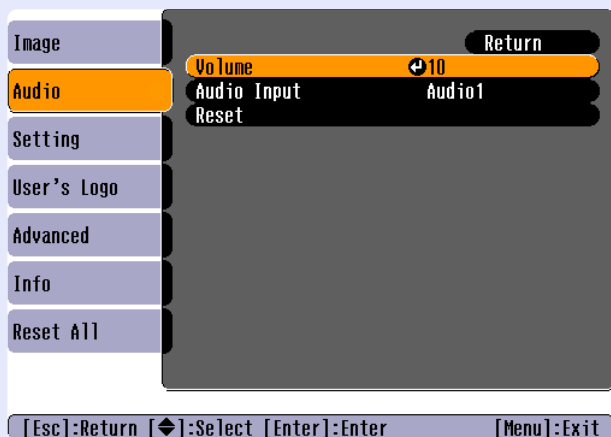 Image
Audio
Setting
User's Logo
Advanced
Info
Reset All
Return
Volume 10
Audio Input Audio1
Reset
[Esc]:Return [◆]:Select [Enter]:Enter [Menu]:Exit